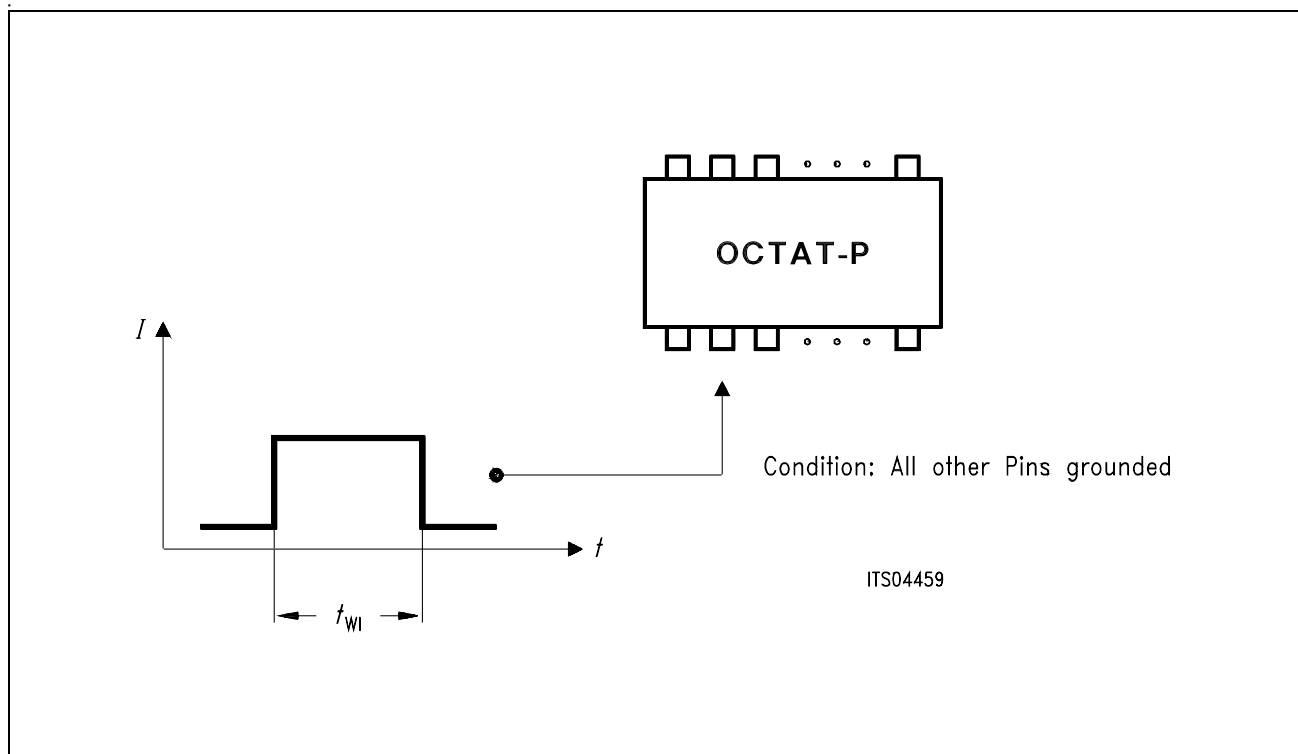 OCTAT-P
I
Condition: All other Pins grounded
t
ITS04459
tWI